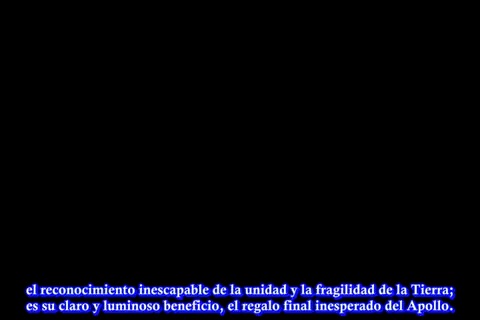 el reconocimiento inescapable de la unidad y la fragilidad de la Tierra;
es su claro y luminoso beneficio, el regalo final inesperado del Apollo.